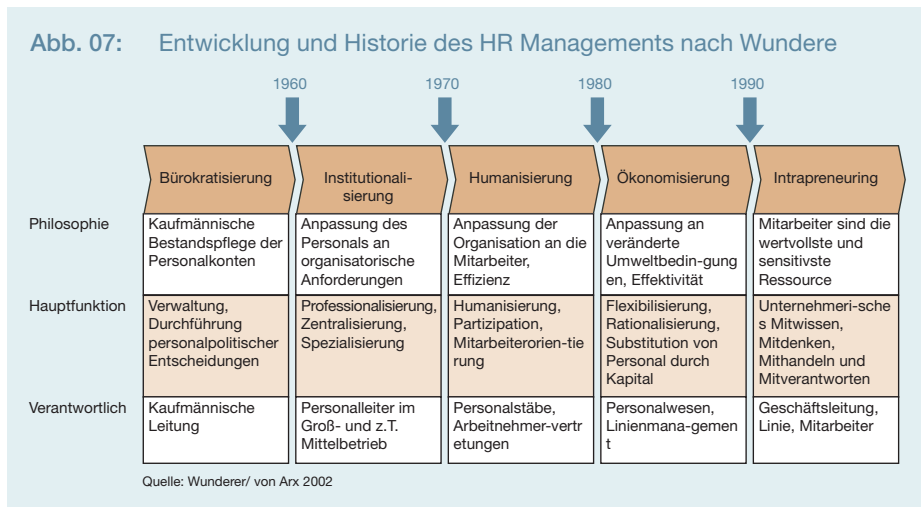 Abb. 07: Entwicklung und Historie des HR Managements nach Wundere
1960 1970 1980 1990
Bürokratisierung
Institutionali-
sierung
Humanisierung
Ökonomisierung
Intrapreneuring
Philosophie
Kaufmännische
Bestandspflege der
Personalkonten
Anpassung des
Personals an
organisatorische
Anforderungen
Anpassung der
Organisation an die
Mitarbeiter,
Effizienz
Anpassung an
veränderte
Umweltbedin-gung
en, Effektivität
Mitarbeiter sind die
wertvollste und
sensitivste
Ressource
Hauptfunktion
Verwaltung,
Durchführung
personalpolitischer
Entscheidungen
Professionalisierung,
Zentralisierung,
Spezialisierung
Humanisierung,
Partizipation,
Mitarbeiterorien-tie
rung
Flexibilisierung,
Rationalisierung,
Substitution von
Personal durch
Kapital
Unternehmeri-sche
s Mitwissen,
Mitdenken,
Mithandeln und
Mitverantworten
Verantwortlich
Kaufmännische
Leitung
Personalleiter im
Groß- und z.T.
Mittelbetrieb
Personalstäbe,
Arbeitnehmer-vertr
etungen
Personalwesen,
Linienmana-gemen
t
Geschäftsleitung,
Linie, Mitarbeiter
Quelle: Wunderer/ von Arx 2002